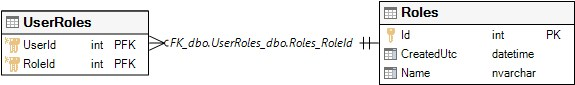 UserRoles
UserId int PFK
RoleId int PFK
FK_dbo.UserRoles_dbo.Roles_RoleId
Roles
Id int PK
CreatedUtc datetime
Name nvarchar